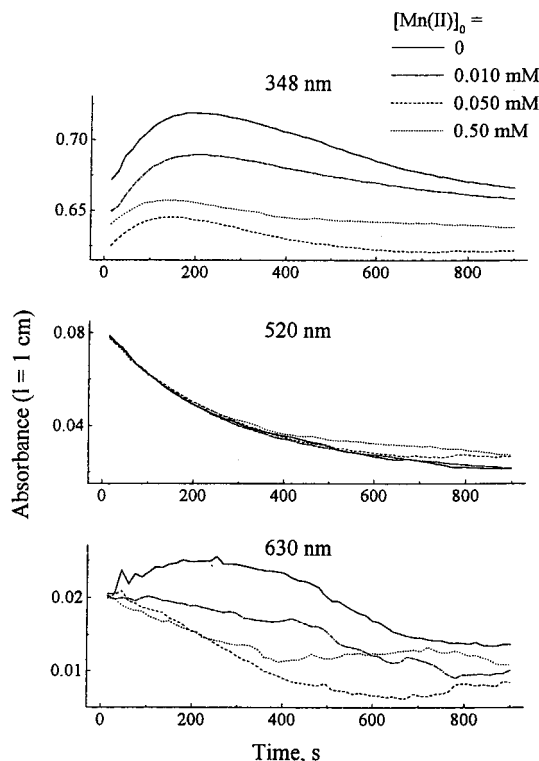 [Mn(II)]₀ =
0
0.010 mM
0.050 mM
0.50 mM
348 nm
0.70
0.65
0 200 400 600 800
520 nm
0.08
0.04
0 200 400 600 800
630 nm
0.02
0.01
0 200 400 600 800
Absorbance (l = 1 cm)
Time, s